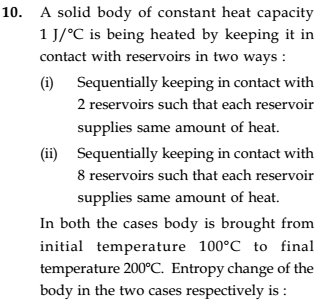 10. A solid body of constant heat capacity
1 J/°C is being heated by keeping it in
contact with reservoirs in two ways :
(i) Sequentially keeping in contact with
2 reservoirs such that each reservoir
supplies same amount of heat.
(ii) Sequentially keeping in contact with
8 reservoirs such that each reservoir
supplies same amount of heat.
In both the cases body is brought from
initial temperature 100°C to final
temperature 200°C. Entropy change of the
body in the two cases respectively is :